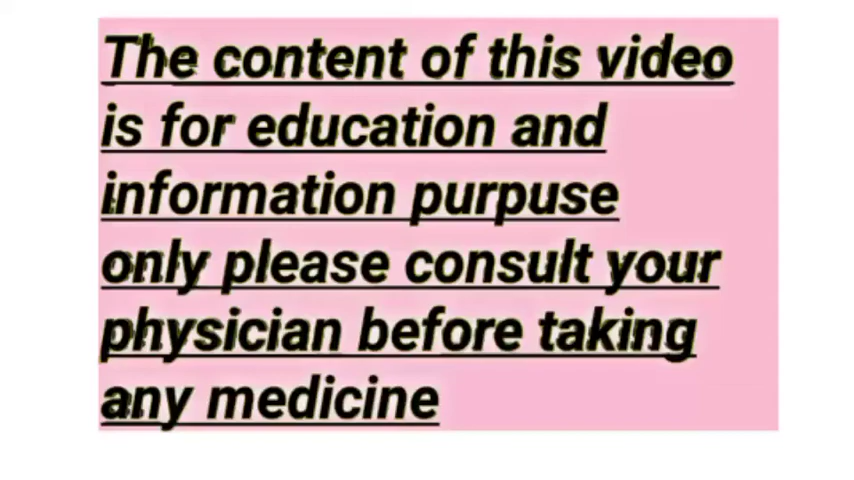 The content of this video
is for education and
information purpuse
only please consult your
physician before taking
any medicine